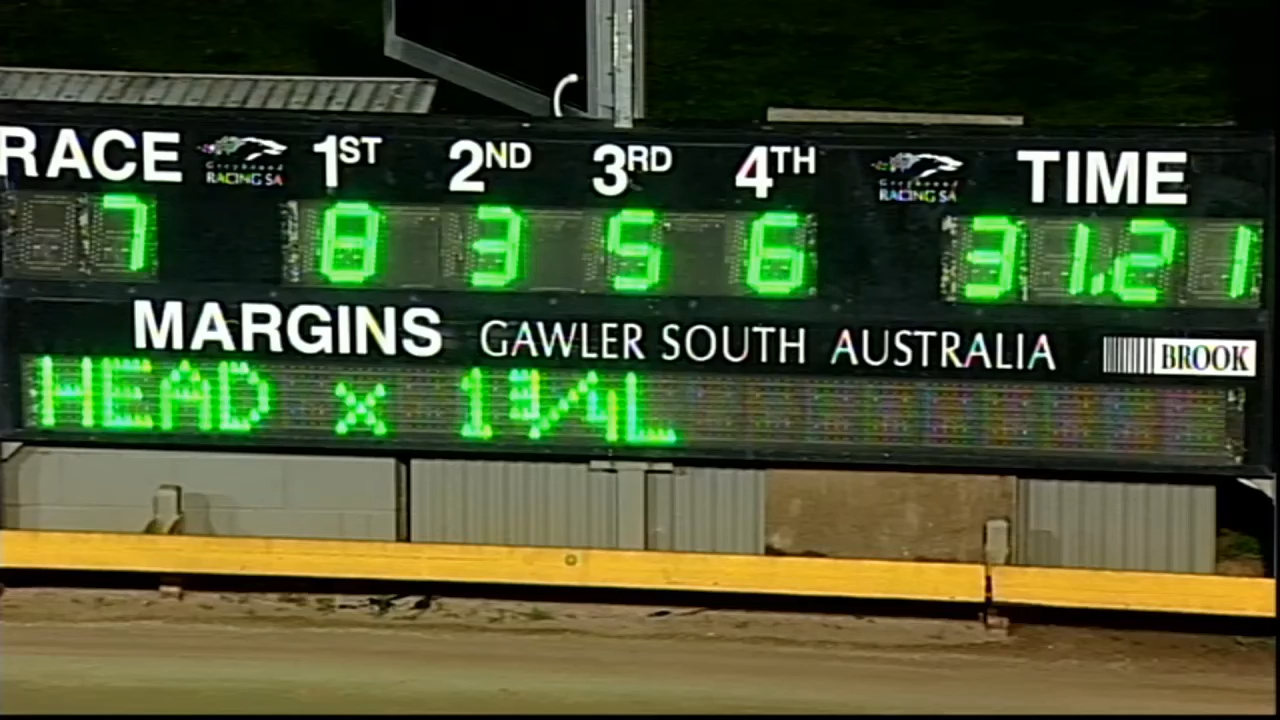 RACE Greyhound RACING SA 1ST 2ND 3RD 4TH Greyhound RACING SA TIME
7 8 3 5 6 31.21
MARGINS GAWLER SOUTH AUSTRALIA BROOK
HEAD x 1¾L